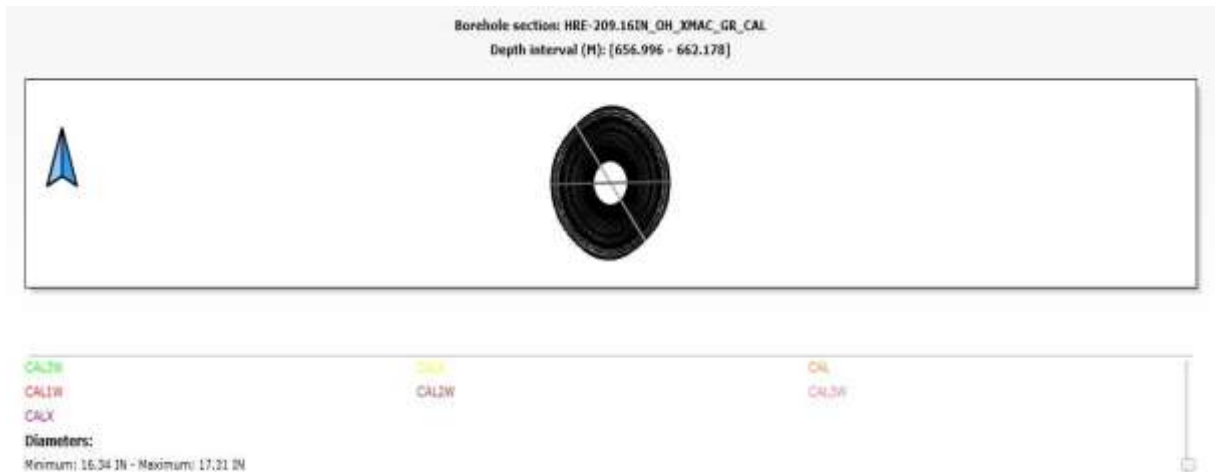 Borehole section: HRE-209.16IN_OH_XMAC_GR_CAL
Depth interval (M): [656.996 - 662.178]
CAL
CAL1W CAL2W
CALX
Diameters:
Minimum: 16.34 IN - Maximum: 17.31 IN